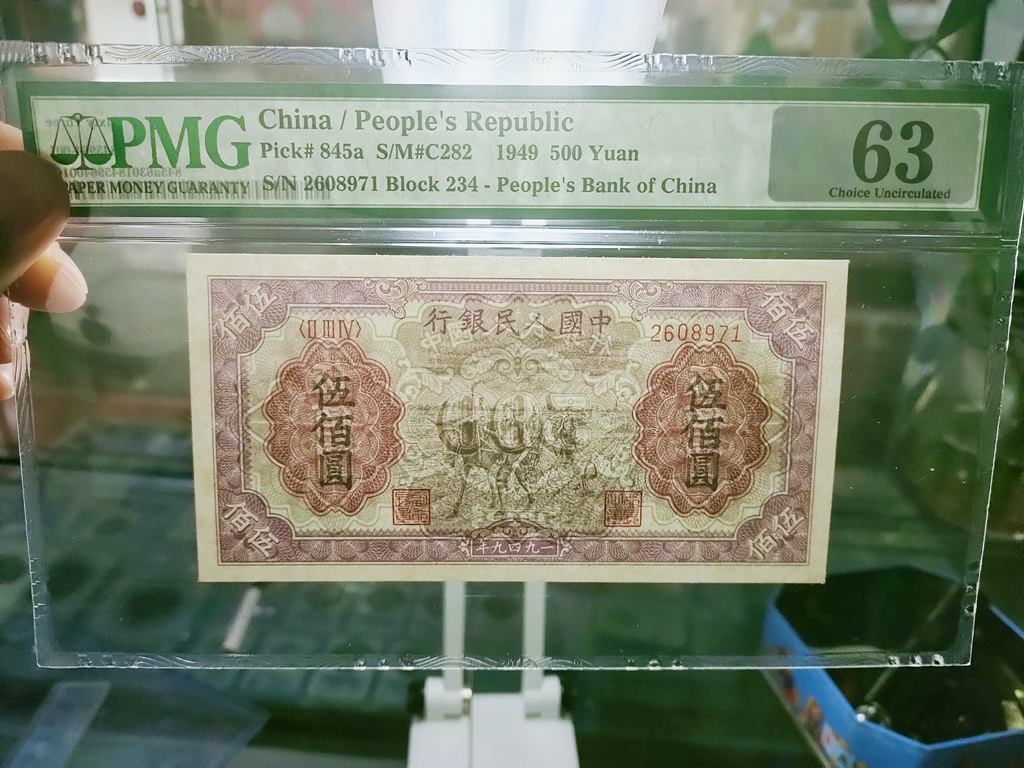 PMG
PAPER MONEY GUARANTY
China / People's Republic
Pick# 845a S/M#C282 1949 500 Yuan
S/N 2608971 Block 234 - People's Bank of China
63
Choice Uncirculated
行銀民人國中
〈II III IV〉
2608971
佰伍
伍佰
伍佰圓
伍佰圓
佰伍
伍佰
年九四九一